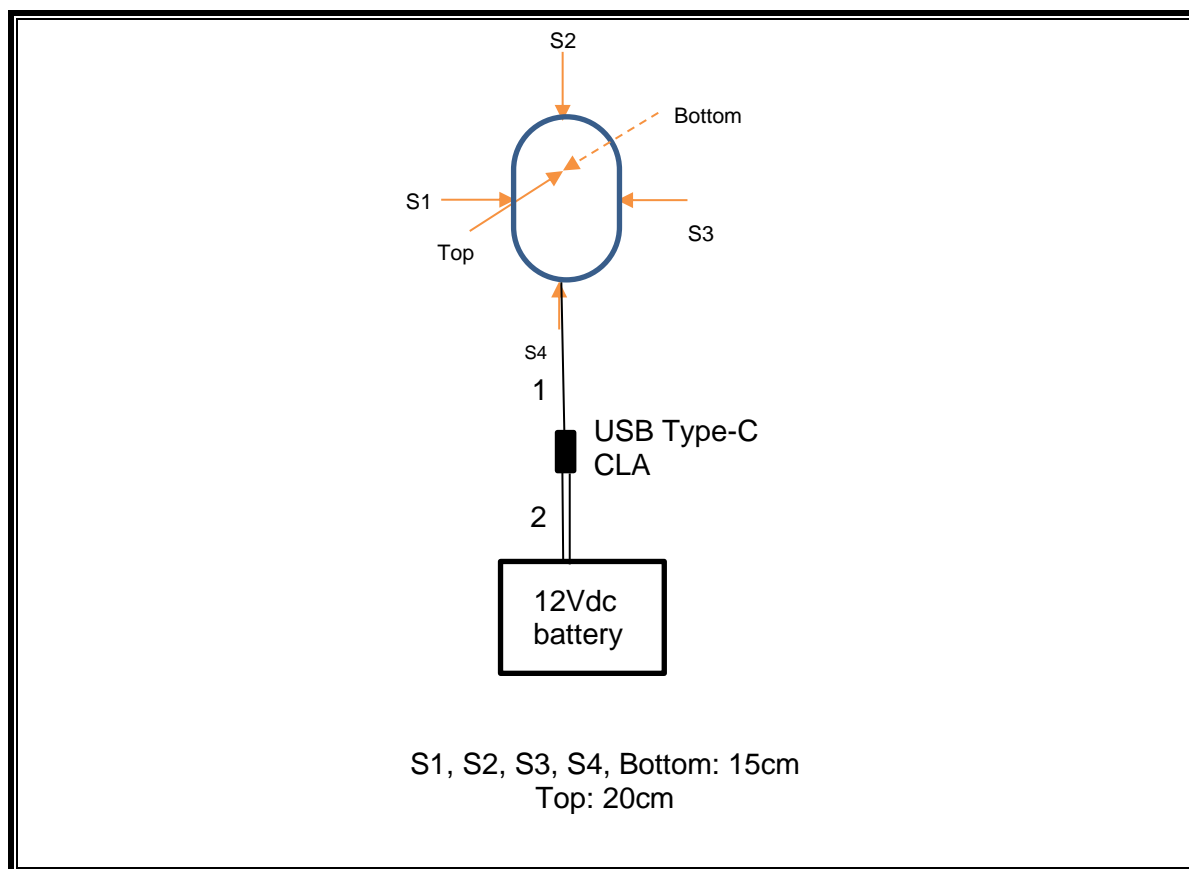 S2
Bottom
S1
S3
Top
S4
1
USB Type-C
CLA
2
12Vdc
battery
S1, S2, S3, S4, Bottom: 15cm
Top: 20cm